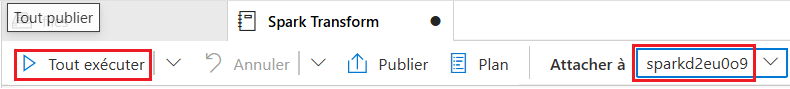 Tout publier
Spark Transform
Tout exécuter
Annuler
Publier
Plan
Attacher à
sparkd2eu0o9